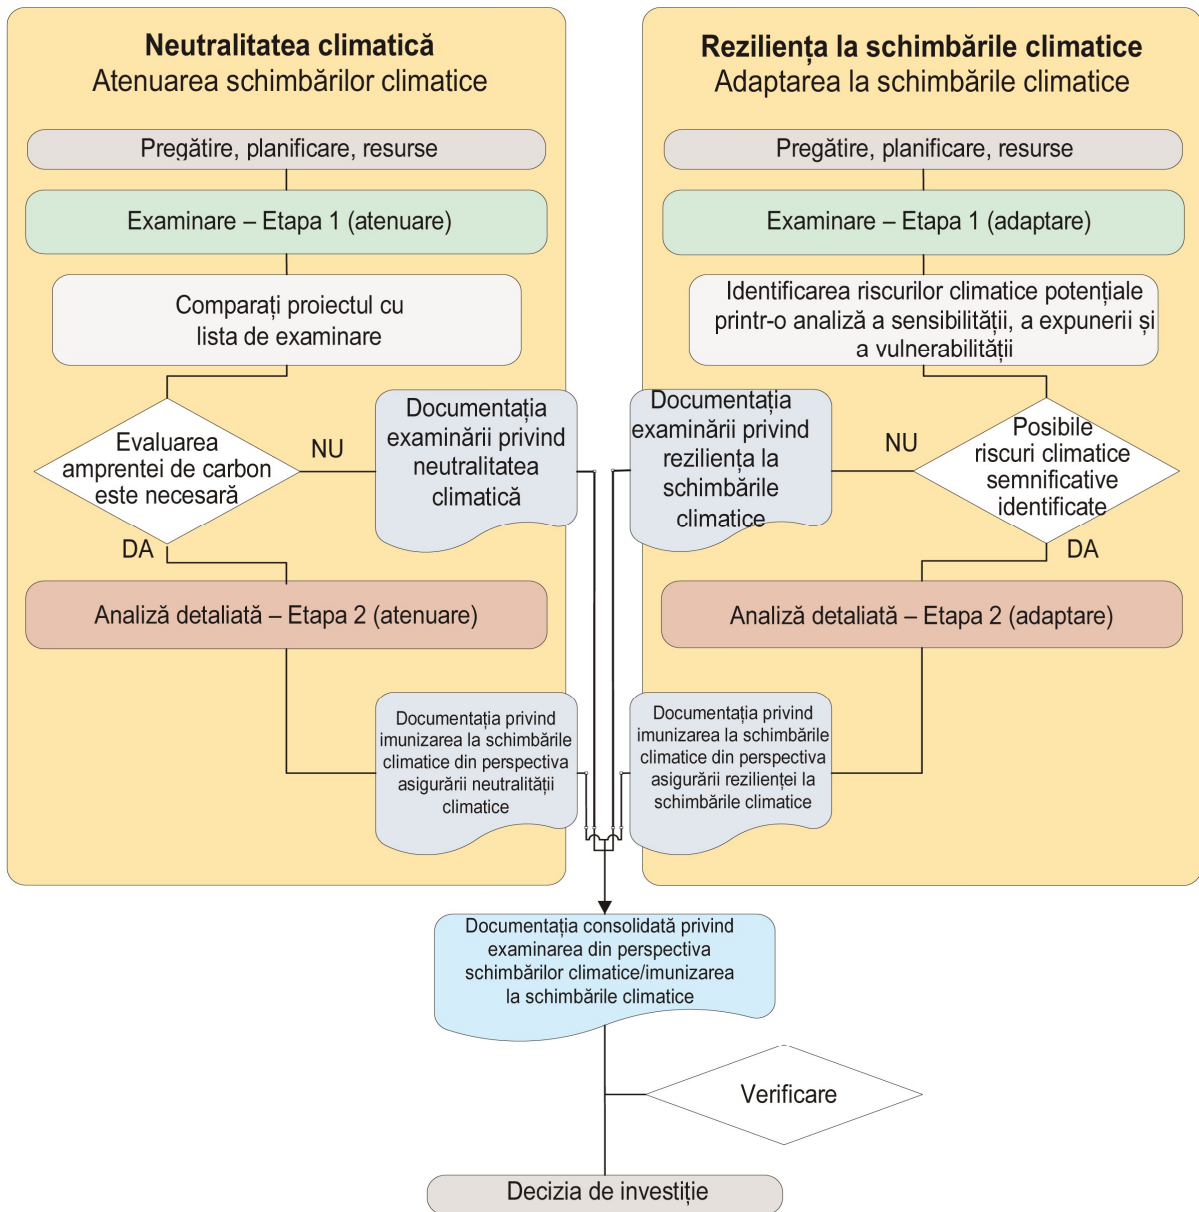 Neutralitatea climatică
Atenuarea schimbărilor climatice
Pregătire, planificare, resurse
Examinare – Etapa 1 (atenuare)
Comparați proiectul cu
lista de examinare
Evaluarea
amprentei de carbon
este necesară
NU
Documentația
examinării privind
neutralitatea
climatică
DA
Analiză detaliată – Etapa 2 (atenuare)
Documentația privind
imunizarea la schimbările
climatice din perspectiva
asigurării neutralității
climatice
Reziliența la schimbările climatice
Adaptarea la schimbările climatice
Pregătire, planificare, resurse
Examinare – Etapa 1 (adaptare)
Identificarea riscurilor climatice potențiale
printr-o analiză a sensibilității, a expunerii și
a vulnerabilității
Posibile
riscuri climatice
semnificative
identificate
NU
Documentația
examinării privind
reziliența la
schimbările
climatice
DA
Analiză detaliată – Etapa 2 (adaptare)
Documentația privind
imunizarea la schimbările
climatice din perspectiva
asigurării rezilienței la
schimbările climatice
Documentația consolidată privind
examinarea din perspectiva
schimbărilor climatice/imunizarea
la schimbările climatice
Verificare
Decizia de investiție